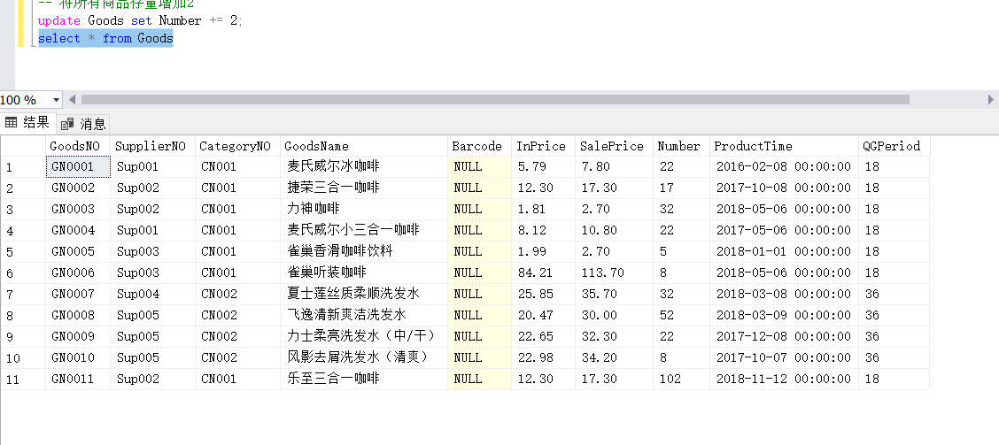 -- 将所有商品存量增加2
update Goods set Number += 2;
select * from Goods
100 %
结果 消息
GoodsNO SupplierNO CategoryNO GoodsName Barcode InPrice SalePrice Number ProductTime QGPeriod
1 GN0001 Sup001 CN001 麦氏威尔冰咖啡 NULL 5.79 7.80 22 2016-02-08 00:00:00 18
2 GN0002 Sup002 CN001 捷荣三合一咖啡 NULL 12.30 17.30 17 2017-10-08 00:00:00 18
3 GN0003 Sup002 CN001 力神咖啡 NULL 1.81 2.70 32 2018-05-06 00:00:00 18
4 GN0004 Sup001 CN001 麦氏威尔小三合一咖啡 NULL 8.12 10.80 22 2017-05-06 00:00:00 18
5 GN0005 Sup003 CN001 雀巢香滑咖啡饮料 NULL 1.99 2.70 5 2018-01-01 00:00:00 18
6 GN0006 Sup003 CN001 雀巢听装咖啡 NULL 84.21 113.70 8 2018-05-06 00:00:00 18
7 GN0007 Sup004 CN002 夏士莲丝质柔顺洗发水 NULL 25.85 35.70 32 2018-03-08 00:00:00 36
8 GN0008 Sup005 CN002 飞逸清新爽洁洗发水 NULL 20.47 30.00 52 2018-03-09 00:00:00 36
9 GN0009 Sup005 CN002 力士柔亮洗发水（中/干） NULL 22.65 32.30 22 2017-12-08 00:00:00 36
10 GN0010 Sup005 CN002 风影去屑洗发水（清爽） NULL 22.98 34.20 8 2017-10-07 00:00:00 36
11 GN0011 Sup002 CN001 乐至三合一咖啡 NULL 12.30 17.30 102 2018-11-12 00:00:00 18